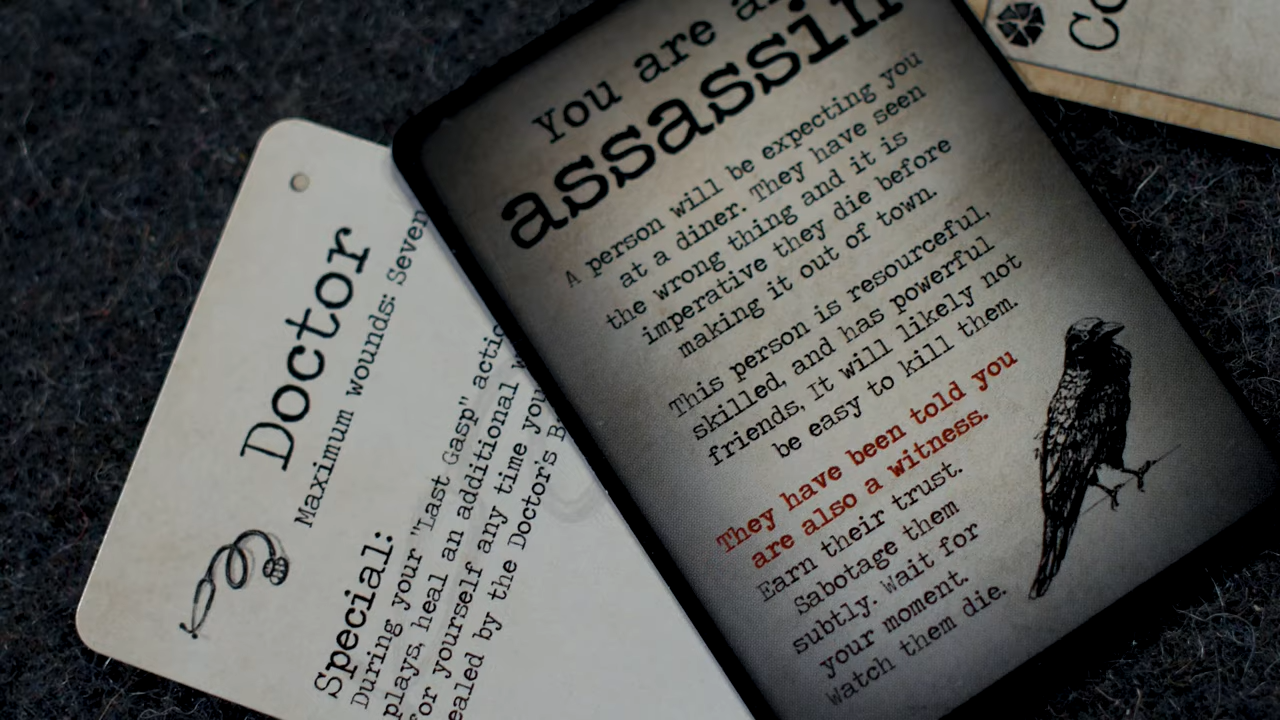 Doctor
Maximum wounds: Seven
Special:
During your "Last Gasp"
plays, heal an additional
for yourself any time you
healed by the Doctor's
You are an
assassin
A person will be expecting you
at a diner. They have seen
the wrong thing and it is
imperative they die before
making it out of town.
This person is resourceful,
skilled, and has powerful
friends, It will likely not
be easy to kill them.
They have been told you
are also a witness.
Earn their trust.
Sabotage them
subtly. Wait for
your moment.
Watch them die.
Co